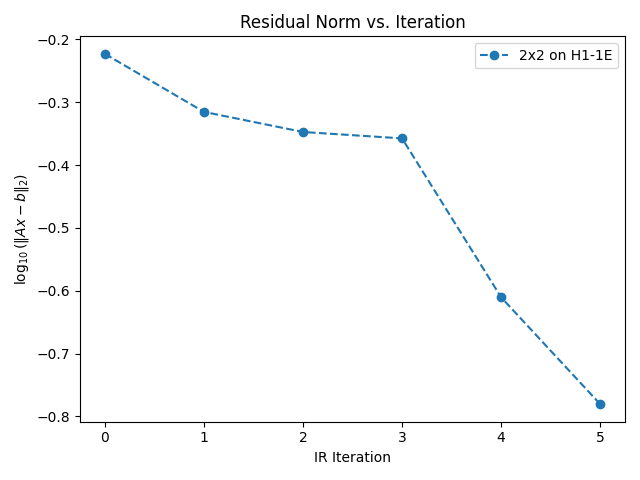 Residual Norm vs. Iteration
2x2 on H1-1E
−0.2
−0.3
−0.4
−0.5
−0.6
−0.7
−0.8
log₁₀(‖Ax − b‖₂)
0 1 2 3 4 5
IR Iteration